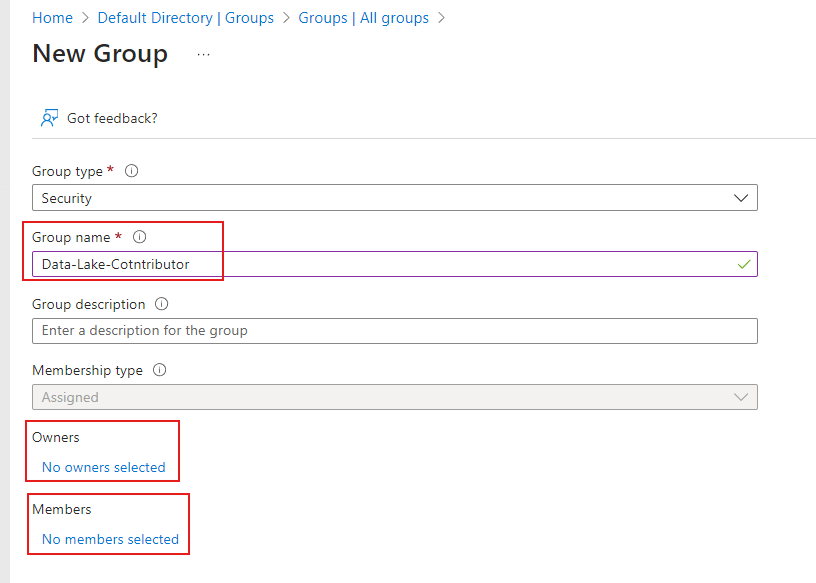 Home > Default Directory | Groups > Groups | All groups >
New Group ...
Got feedback?
Group type *
Security
Group name *
Data-Lake-Cotntributor
Group description
Enter a description for the group
Membership type
Assigned
Owners
No owners selected
Members
No members selected